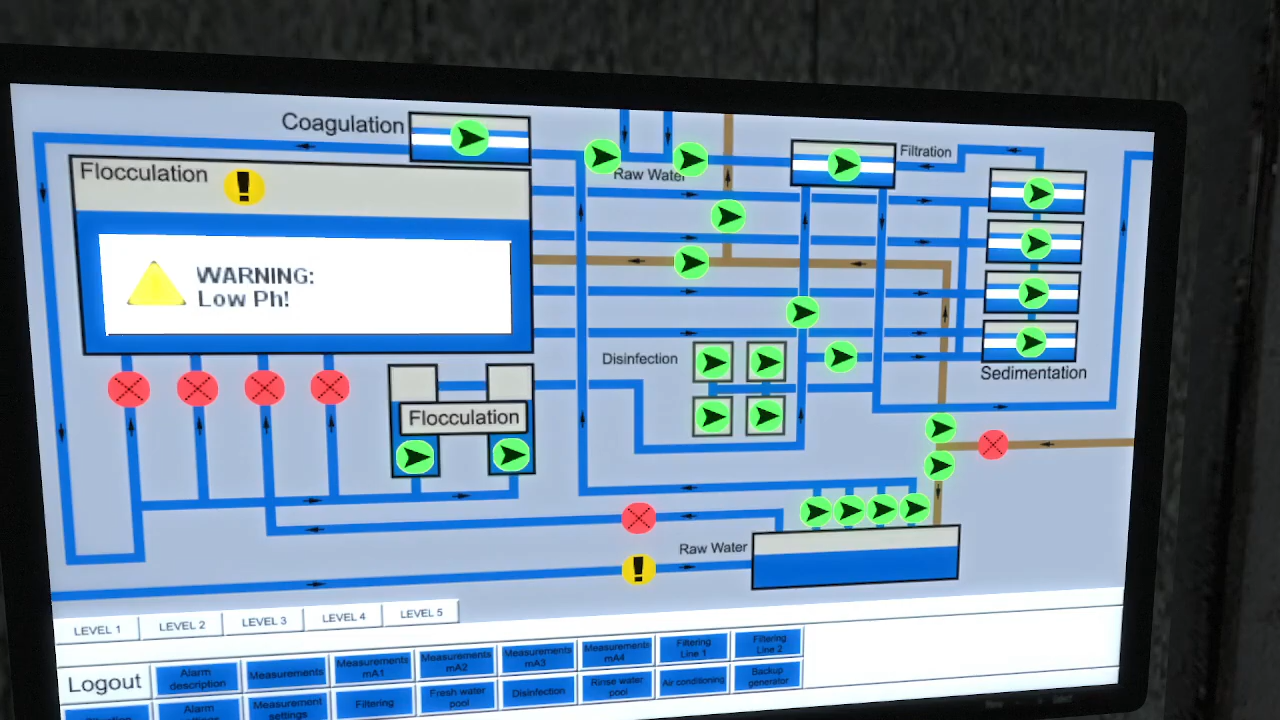 Coagulation
Flocculation
!
WARNING:
Low Ph!
Raw Water
Filtration
Disinfection
Sedimentation
Flocculation
Raw Water
!
LEVEL 1
LEVEL 2
LEVEL 3
LEVEL 4
LEVEL 5
Logout
Alarm
description
Measurements
Measurements
mA1
Measurements
mA2
Measurements
mA3
Measurements
mA4
Filtering
Line 1
Filtering
Line 2
Alarm
Measurement
settings
Filtering
Fresh water
pool
Disinfection
Rinse water
pool
Air conditioning
Backup
generator